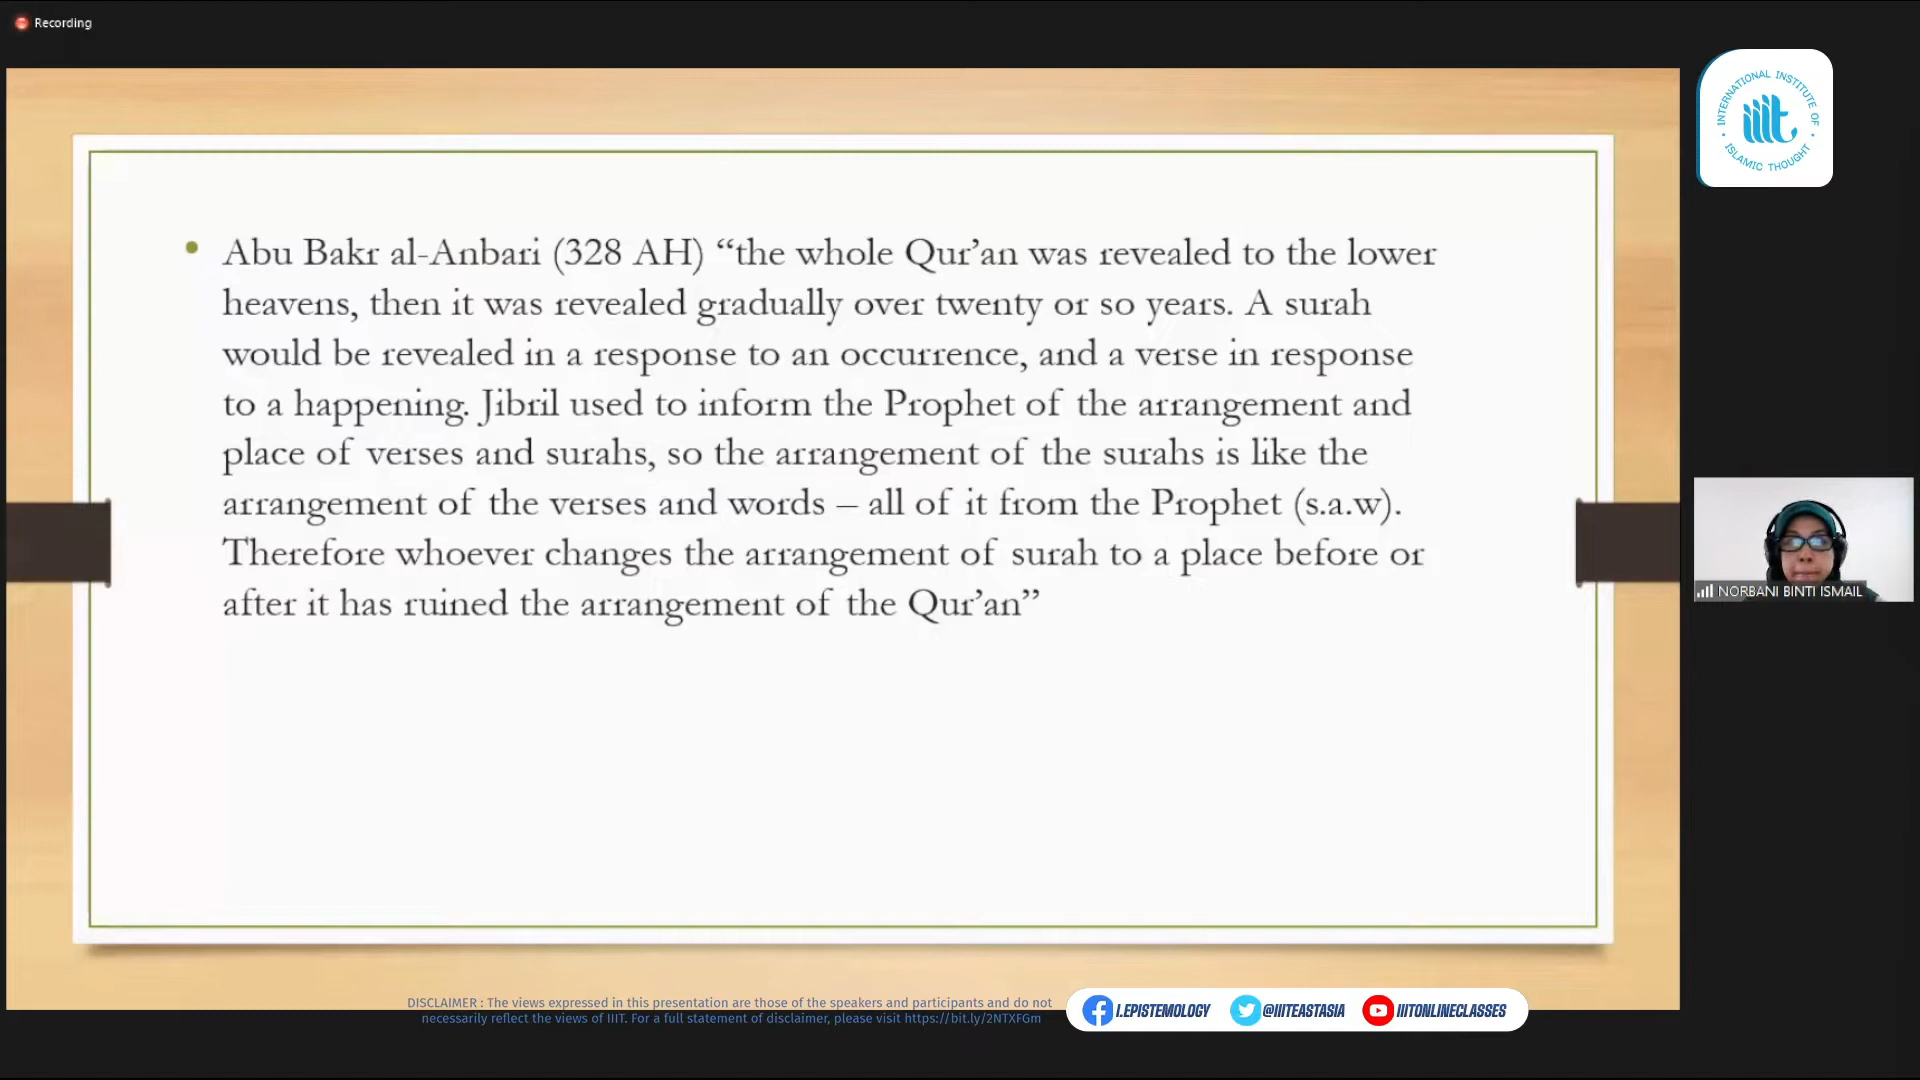 Recording
INTERNATIONAL INSTITUTE OF
iiit
ISLAMIC THOUGHT
• Abu Bakr al-Anbari (328 AH) “the whole Qur’an was revealed to the lower
heavens, then it was revealed gradually over twenty or so years. A surah
would be revealed in a response to an occurrence, and a verse in response
to a happening. Jibril used to inform the Prophet of the arrangement and
place of verses and surahs, so the arrangement of the surahs is like the
arrangement of the verses and words – all of it from the Prophet (s.a.w).
Therefore whoever changes the arrangement of surah to a place before or
after it has ruined the arrangement of the Qur’an”
NORBANI BINTI ISMAIL
DISCLAIMER : The views expressed in this presentation are those of the speakers and participants and do not
necessarily reflect the views of IIIT. For a full statement of disclaimer, please visit https://bit.ly/2NTXFGm
I.EPISTEMOLOGY @IIITEASTASIA IIITONLINECLASSES